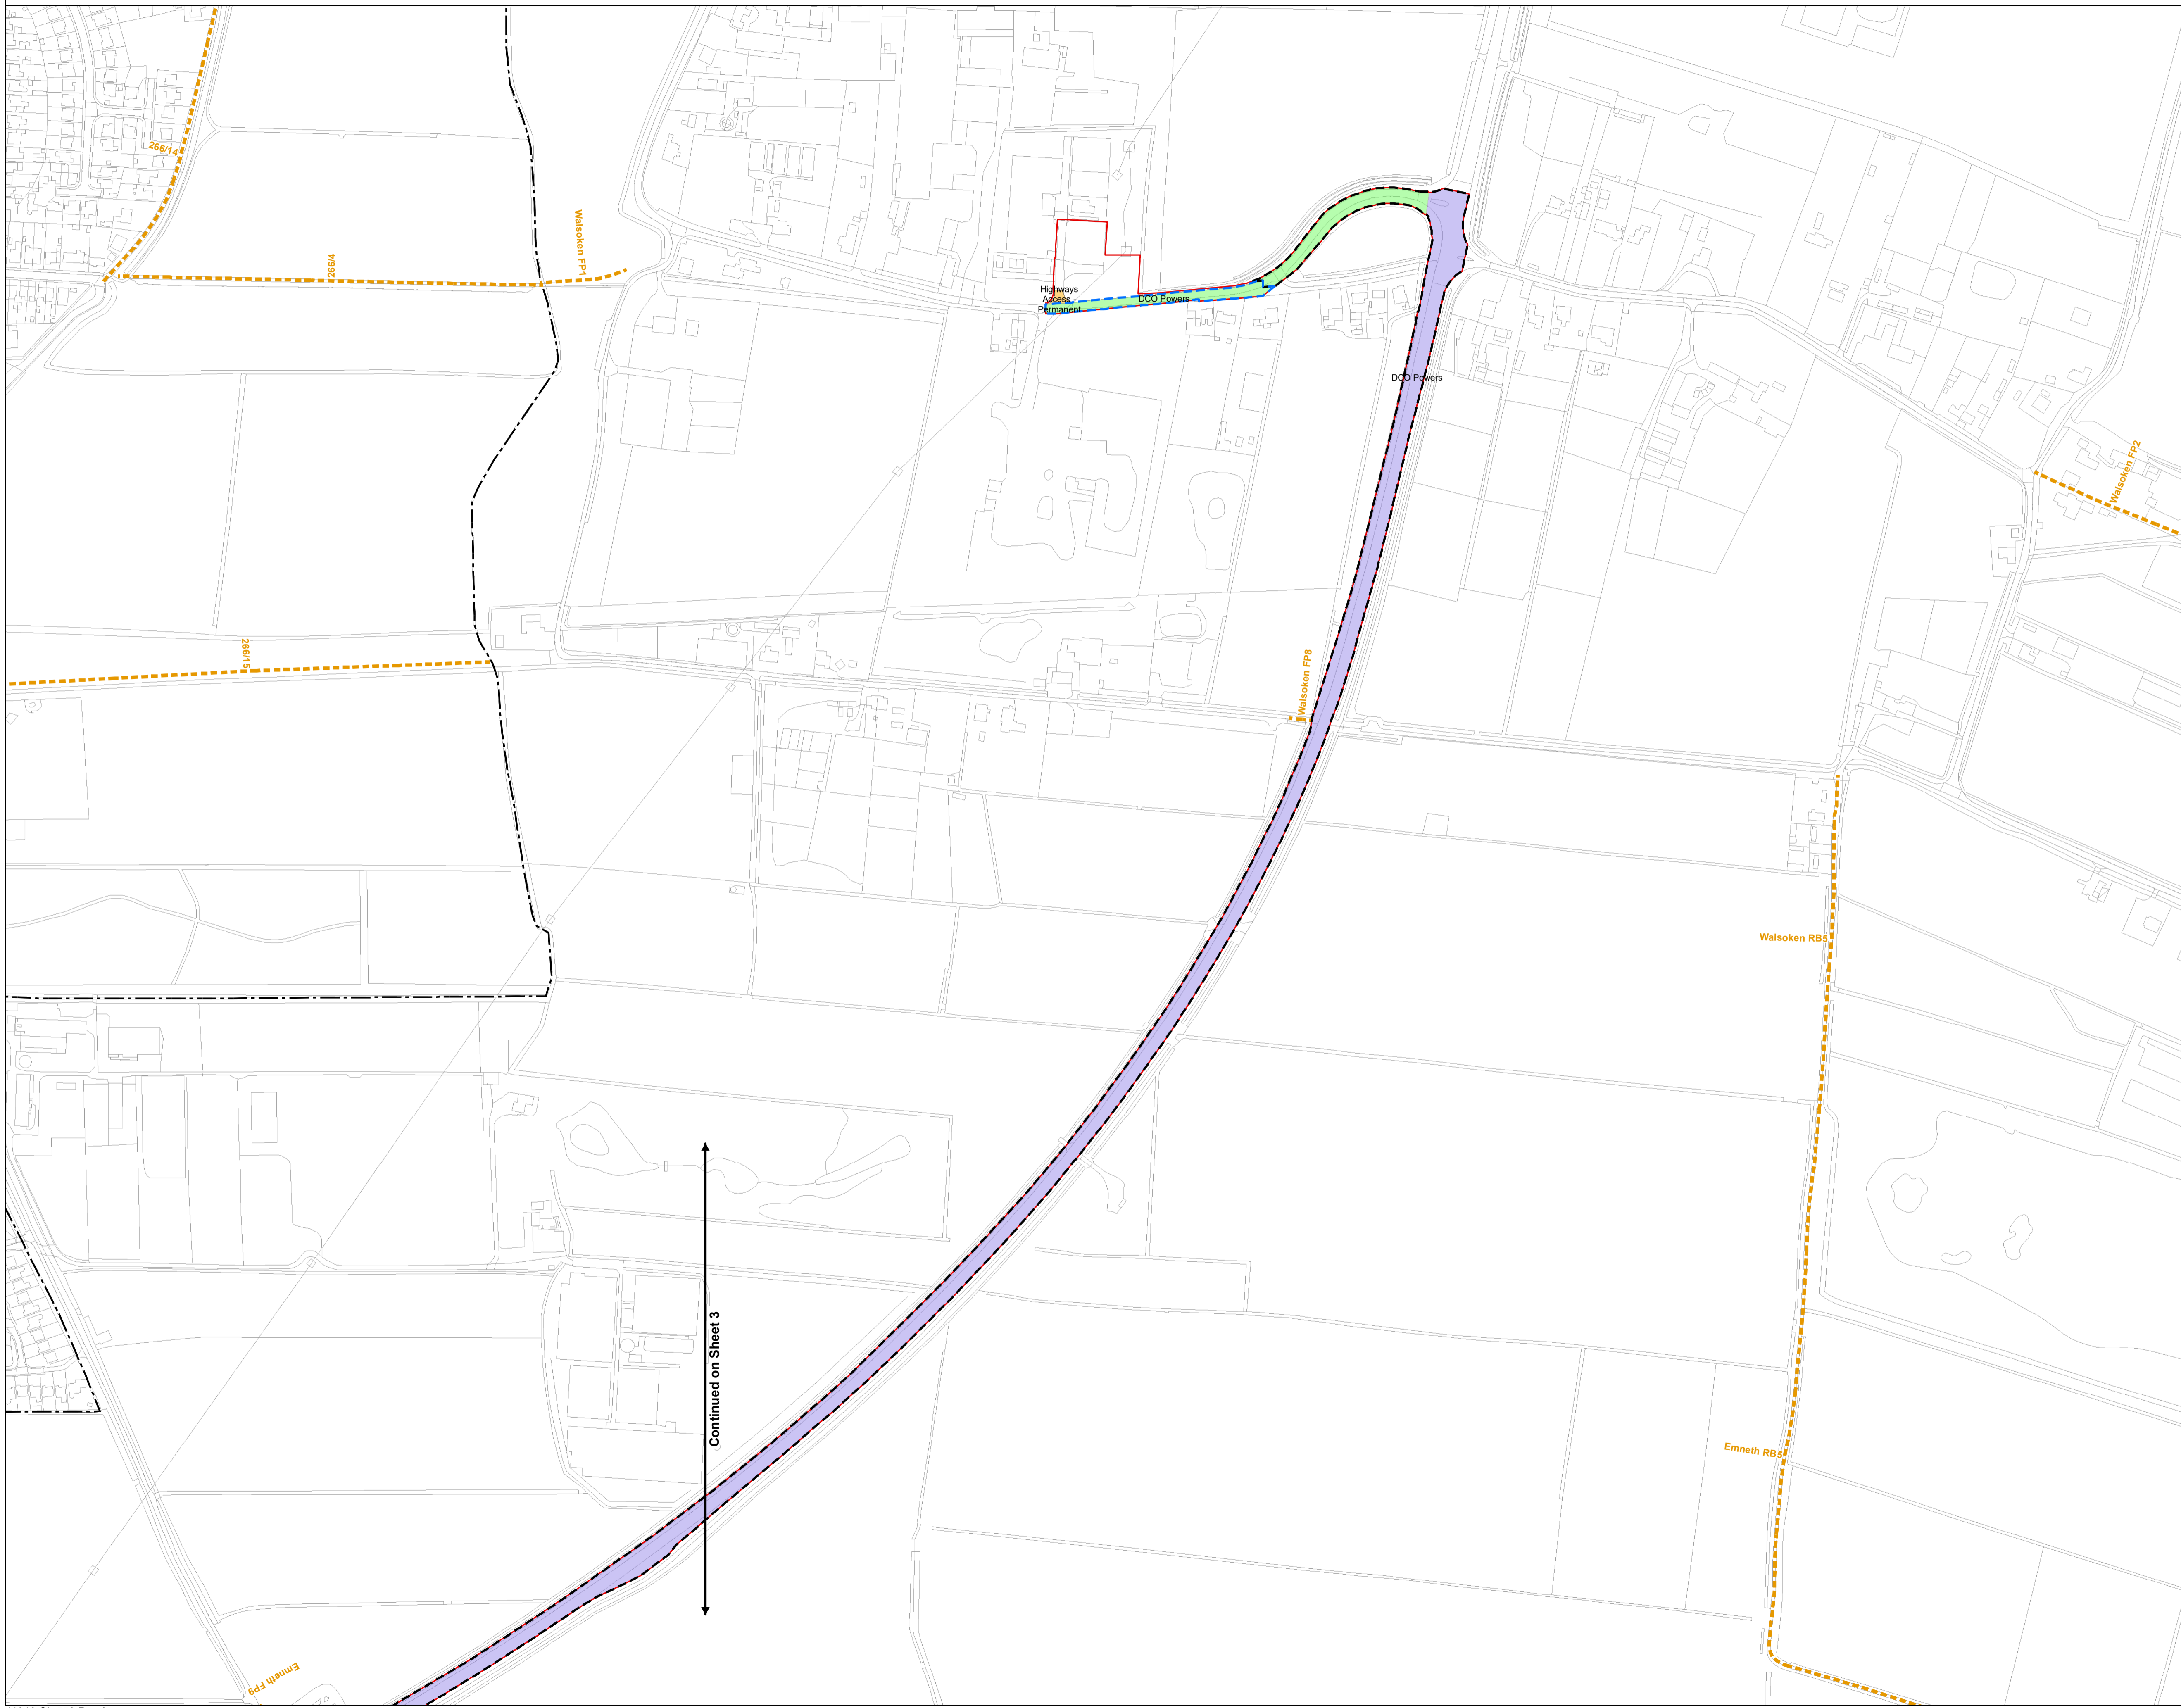 266/14
Walsoken FP1
266/4
Highways
Access -
Permanent
DCO Powers
DCO Powers
Walsoken FP2
266/15
Walsoken FP8
Walsoken RB5
Continued on Sheet 3
Emneth RB5
Emneth FP9